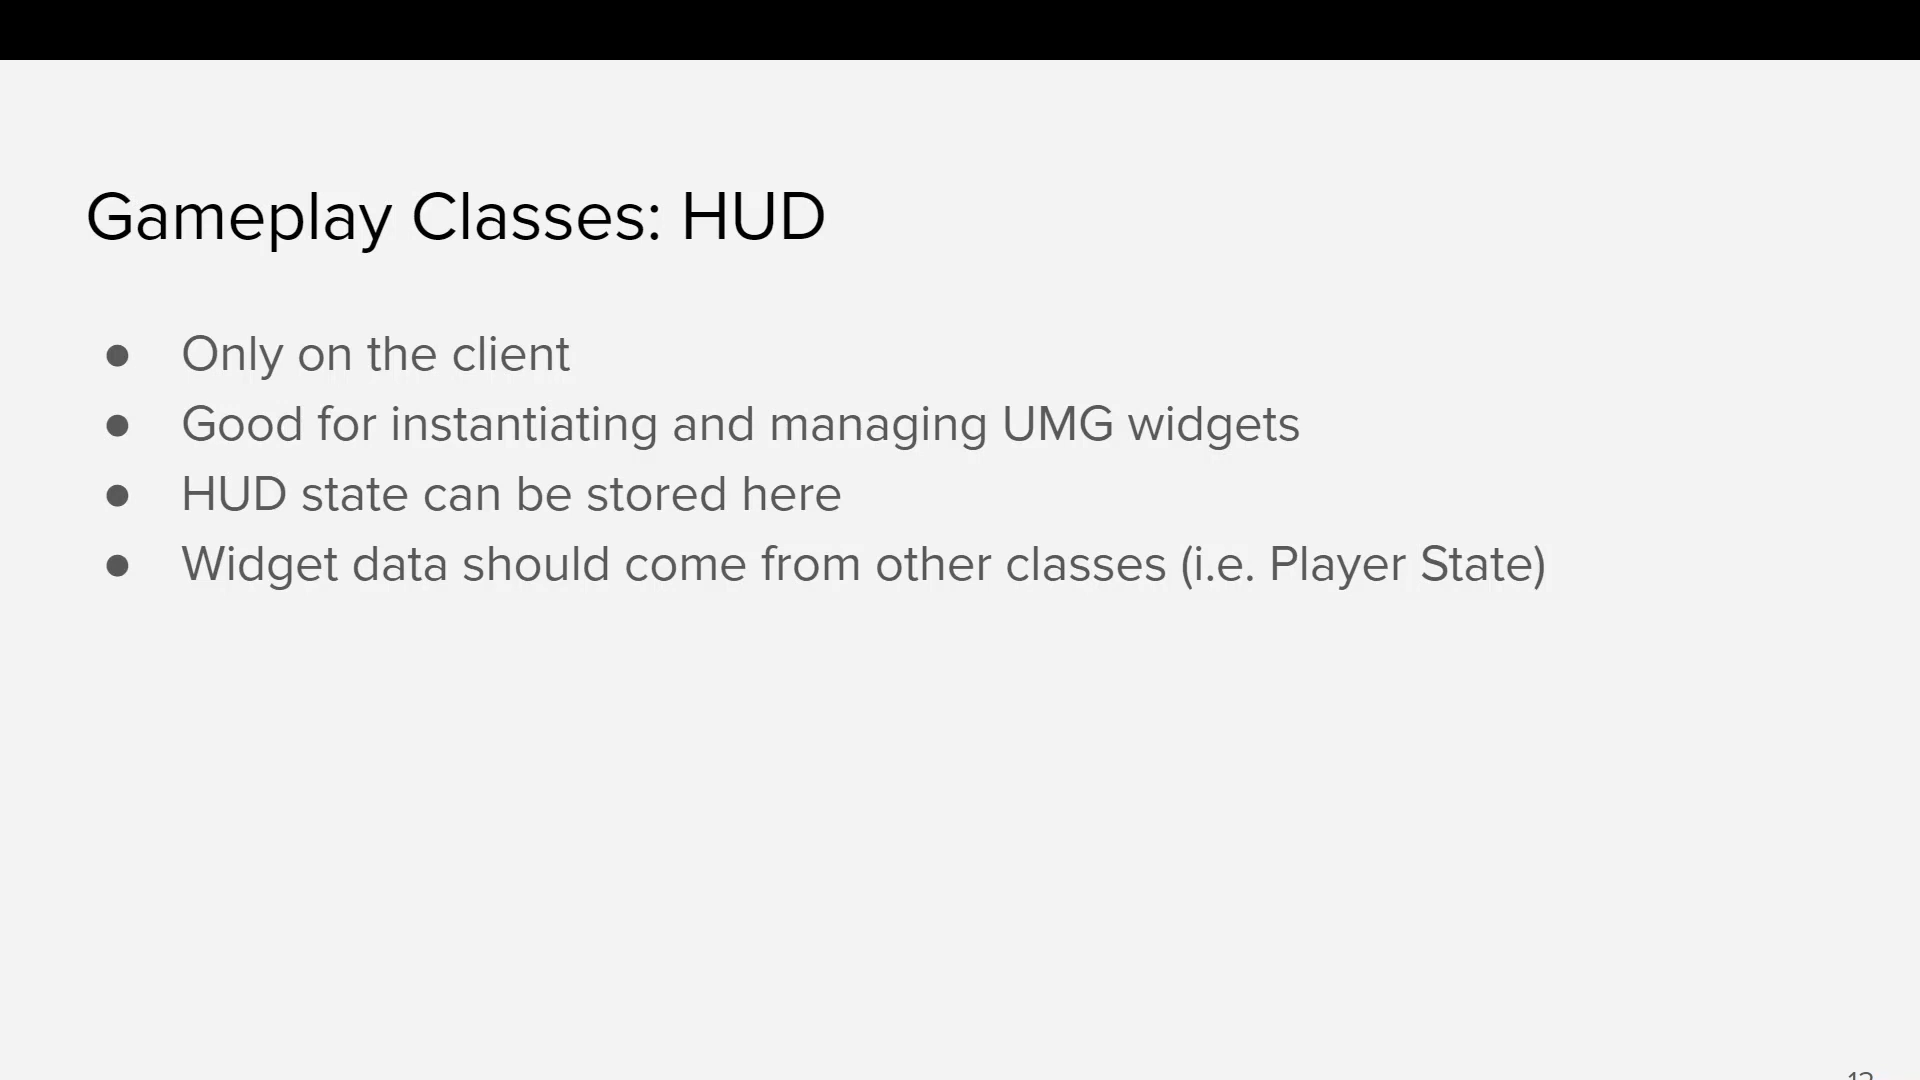 Gameplay Classes: HUD
● Only on the client
● Good for instantiating and managing UMG widgets
● HUD state can be stored here
● Widget data should come from other classes (i.e. Player State)